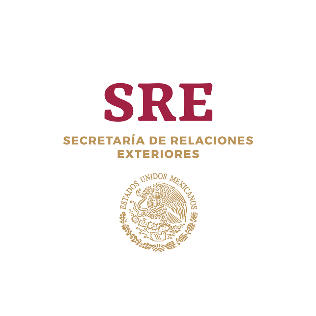 SRE
SECRETARÍA DE RELACIONES
EXTERIORES
ESTADOS UNIDOS MEXICANOS